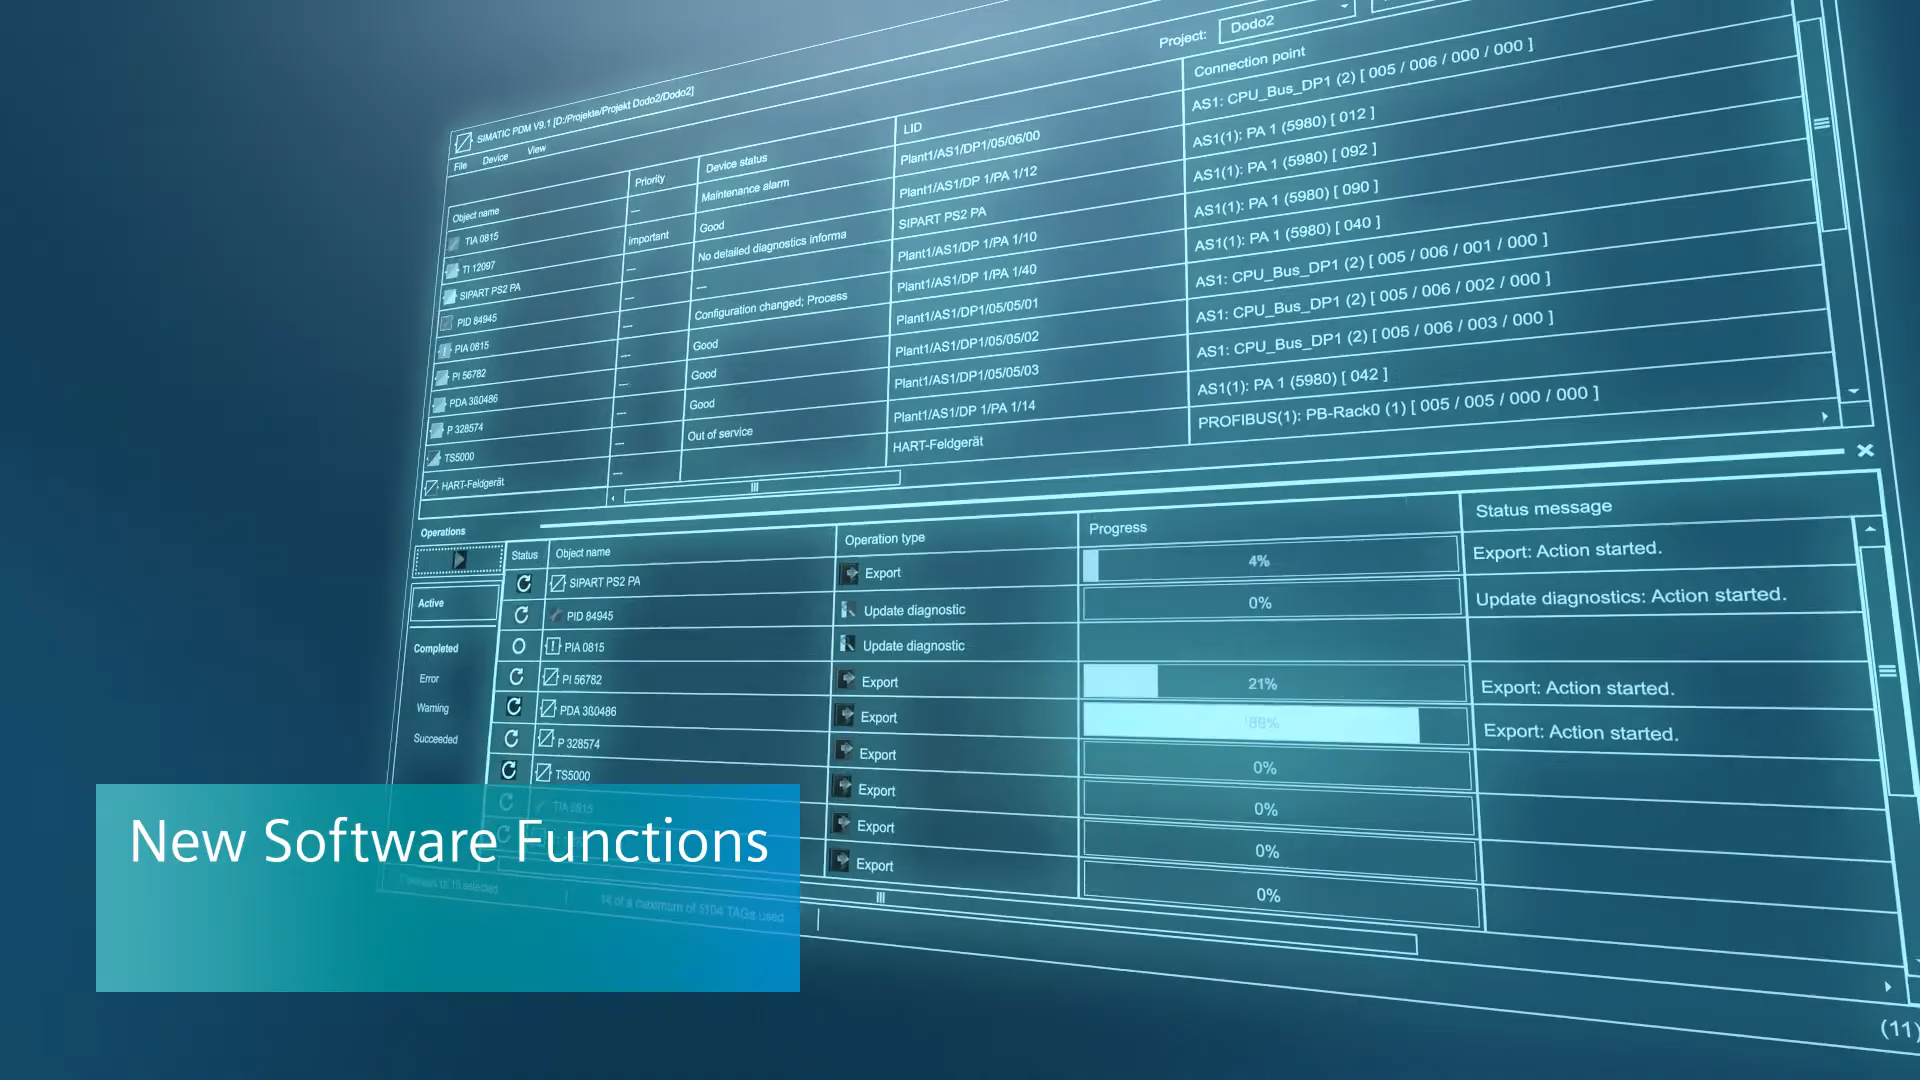 Project: Dodo2
SIMATIC PDM V9.1 [D:/Projekte/Projekt Dodo2/Dodo2]
File Device View
Object name Priority Device status LID Connection point
TIA 0815 --- Maintenance alarm Plant1/AS1/DP1/05/06/00 AS1: CPU_Bus_DP1 (2) [ 005 / 006 / 000 / 000 ]
TI 12097 Important Good Plant1/AS1/DP 1/PA 1/12 AS1(1): PA 1 (5980) [ 012 ]
SIPART PS2 PA --- No detailed diagnostics informa SIPART PS2 PA AS1(1): PA 1 (5980) [ 092 ]
PID 84945 --- --- Plant1/AS1/DP 1/PA 1/10 AS1(1): PA 1 (5980) [ 090 ]
PIA 0815 --- Configuration changed; Process Plant1/AS1/DP 1/PA 1/40 AS1(1): PA 1 (5980) [ 040 ]
PI 56782 --- Good Plant1/AS1/DP1/05/05/01 AS1: CPU_Bus_DP1 (2) [ 005 / 006 / 001 / 000 ]
PDA 3ß0486 --- Good Plant1/AS1/DP1/05/05/02 AS1: CPU_Bus_DP1 (2) [ 005 / 006 / 002 / 000 ]
P 328574 --- Good Plant1/AS1/DP1/05/05/03 AS1: CPU_Bus_DP1 (2) [ 005 / 006 / 003 / 000 ]
TS5000 --- Out of service Plant1/AS1/DP 1/PA 1/14 AS1(1): PA 1 (5980) [ 042 ]
HART-Feldgerät --- HART-Feldgerät PROFIBUS(1): PB-Rack0 (1) [ 005 / 005 / 000 / 000 ]
Operations
Active
Completed
Error
Warning
Succeeded
Status Object name Operation type Progress Status message
SIPART PS2 PA Export 4% Export: Action started.
PID 84945 Update diagnostic 0% Update diagnostics: Action started.
PIA 0815 Update diagnostic
PI 56782 Export 21% Export: Action started.
PDA 3ß0486 Export 89% Export: Action started.
P 328574 Export 0%
TS5000 Export 0%
TIA 0815 Export 0%
Export 0%
New Software Functions
14 of a maximum of 5104 TAGs used
(11)